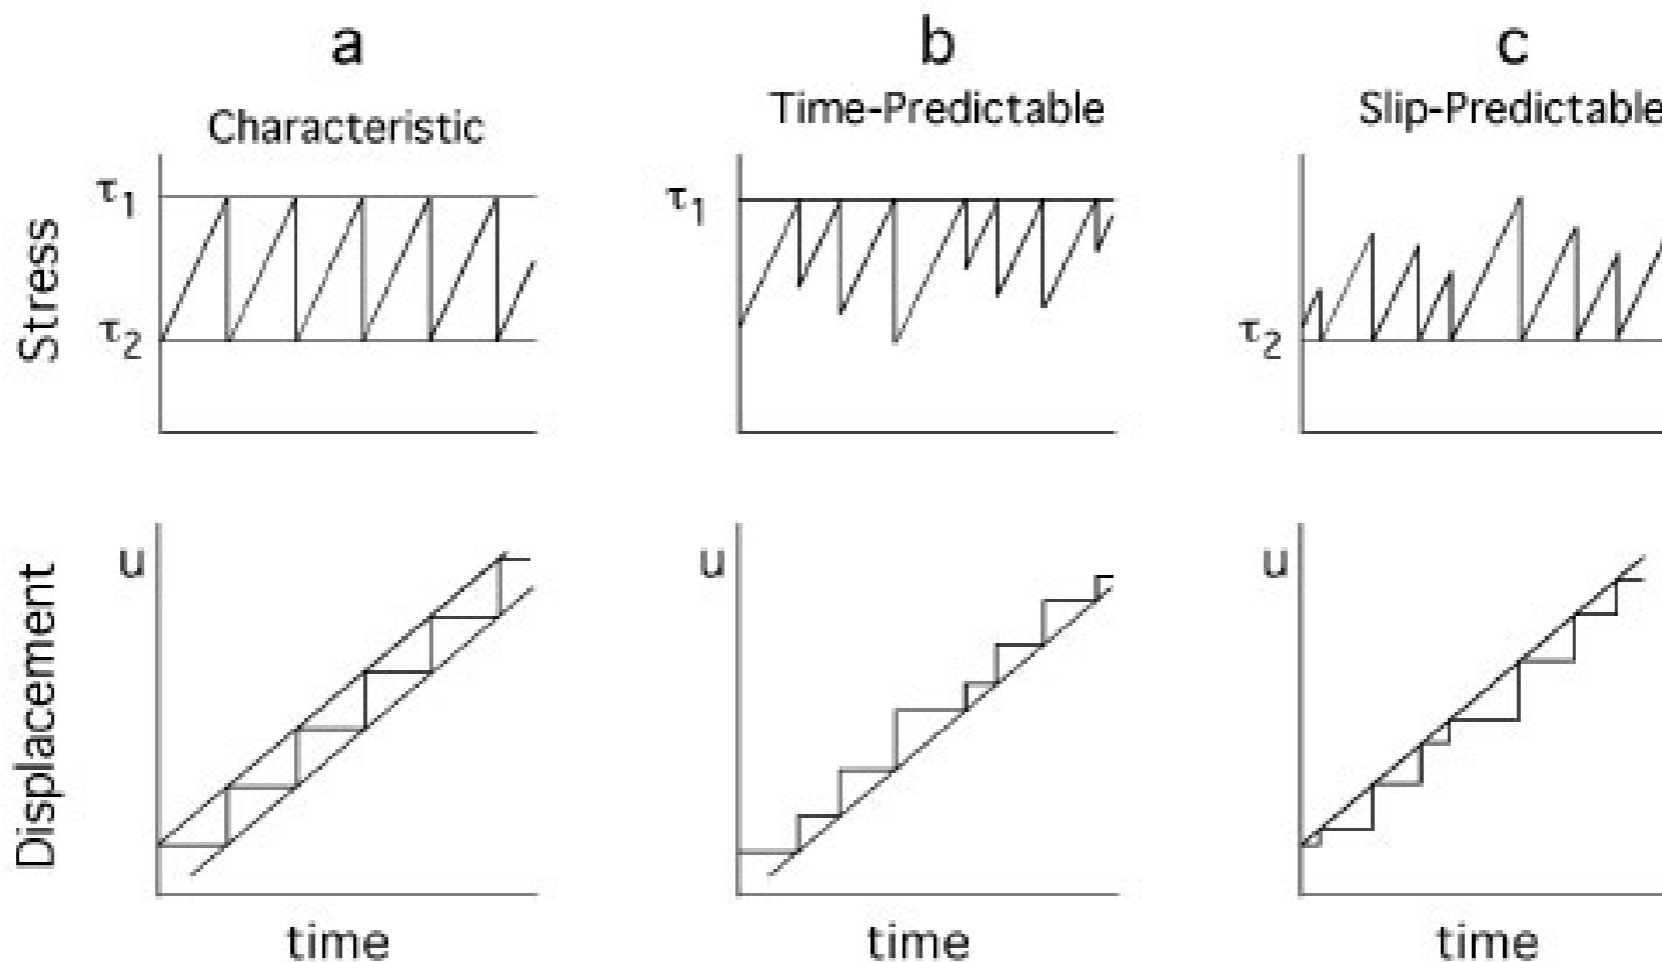 a
b
c
Characteristic
Time-Predictable
Slip-Predictable
Stress
τ1
τ2
τ1
τ2
Displacement
u
u
u
time
time
time